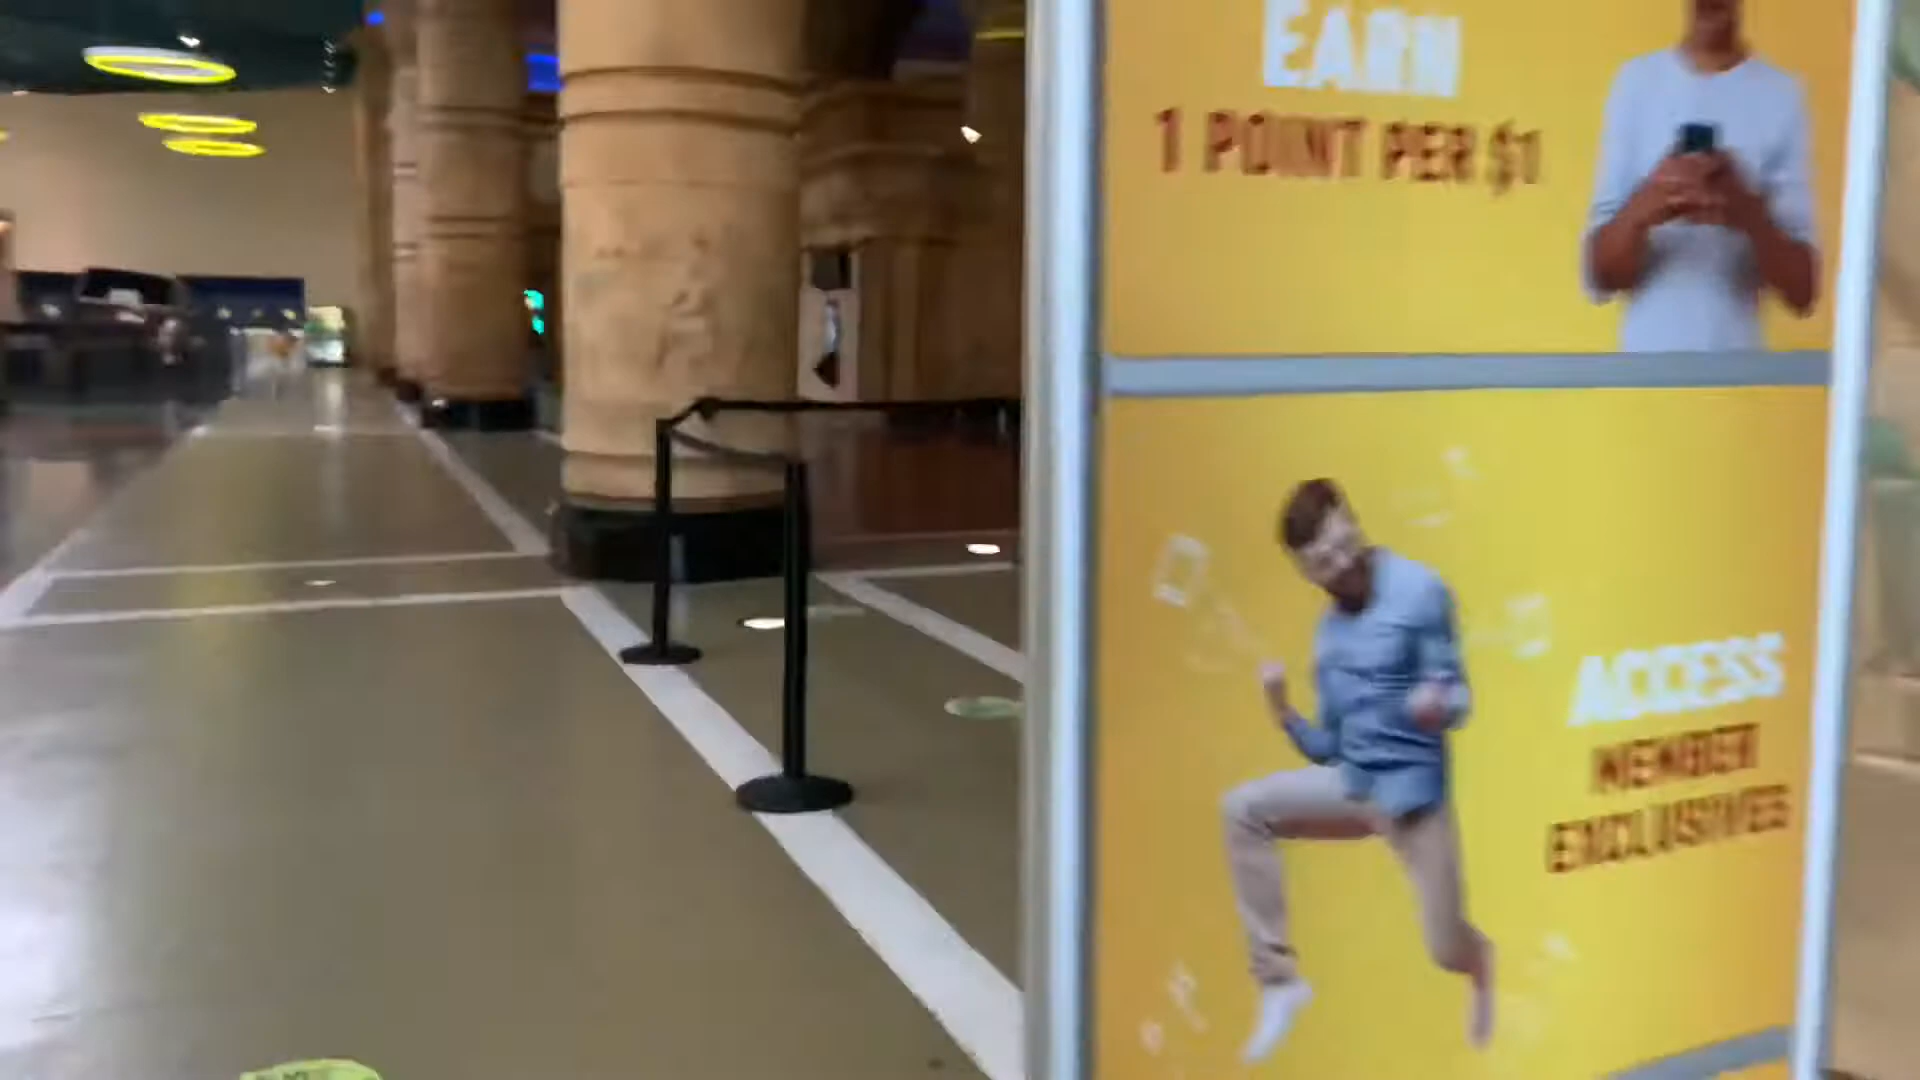 EARN
1 POINT PER $1
ACCESS
MEMBER
EXCLUSIVES